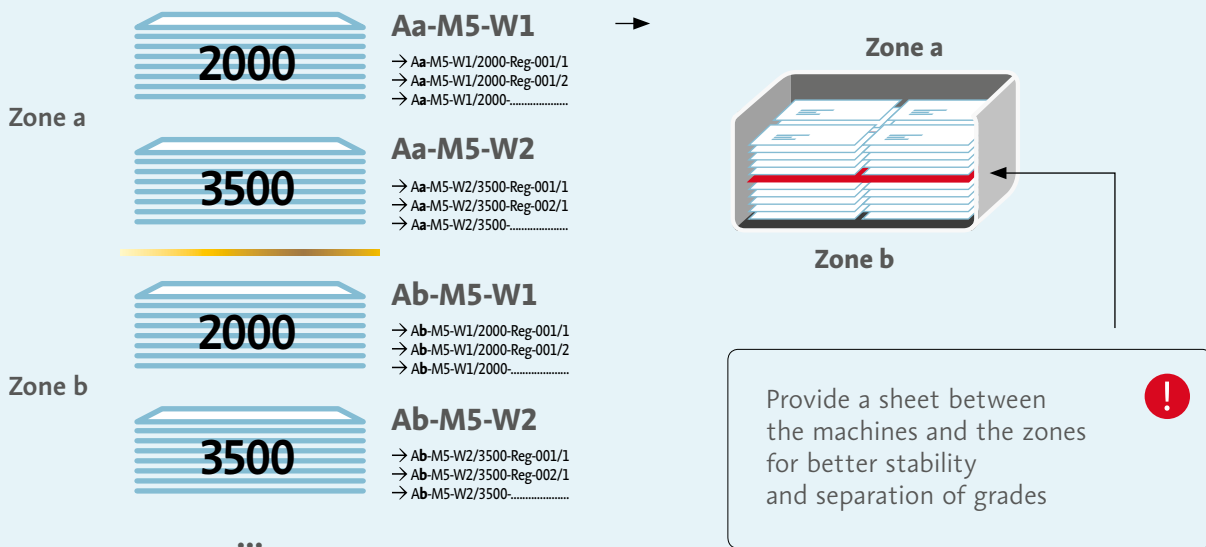 Zone a
2000
Aa-M5-W1
→ Aa-M5-W1/2000-Reg-001/1
→ Aa-M5-W1/2000-Reg-001/2
→ Aa-M5-W1/2000-....................
3500
Aa-M5-W2
→ Aa-M5-W2/3500-Reg-001/1
→ Aa-M5-W2/3500-Reg-002/1
→ Aa-M5-W2/3500-....................
Zone b
2000
Ab-M5-W1
→ Ab-M5-W1/2000-Reg-001/1
→ Ab-M5-W1/2000-Reg-001/2
→ Ab-M5-W1/2000-....................
3500
Ab-M5-W2
→ Ab-M5-W2/3500-Reg-001/1
→ Ab-M5-W2/3500-Reg-002/1
→ Ab-M5-W2/3500-....................
...
Zone a
Zone b
Provide a sheet between
the machines and the zones
for better stability
and separation of grades
!